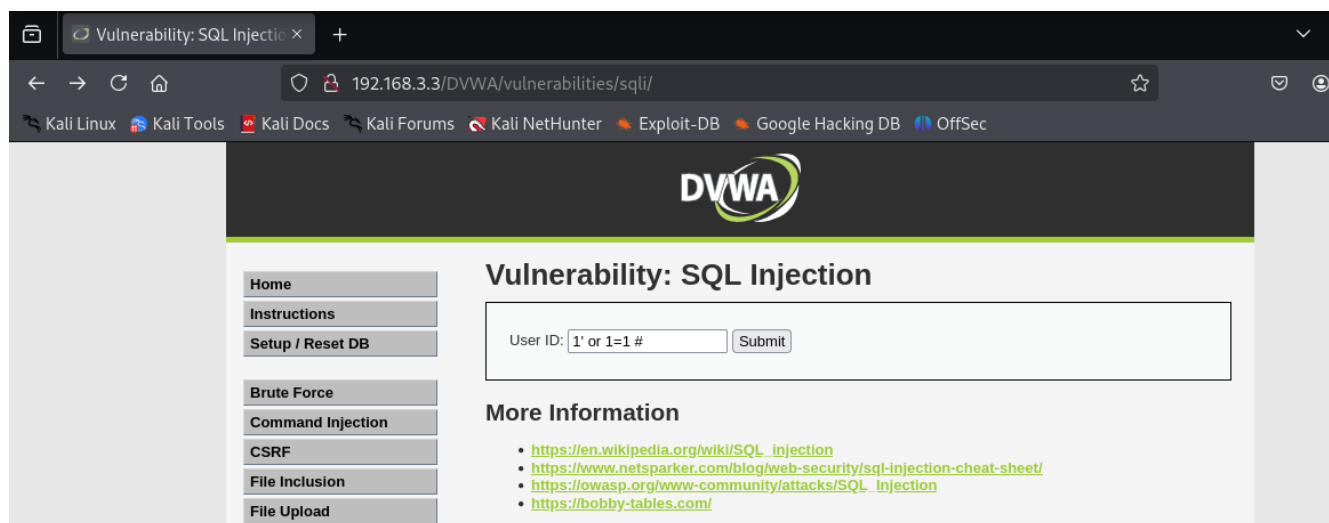 Vulnerability: SQL Injectio
192.168.3.3/DVWA/vulnerabilities/sqli/
Kali Linux Kali Tools Kali Docs Kali Forums Kali NetHunter Exploit-DB Google Hacking DB OffSec
DVWA
Home
Instructions
Setup / Reset DB
Brute Force
Command Injection
CSRF
File Inclusion
File Upload
Vulnerability: SQL Injection
User ID: 1' or 1=1 # Submit
More Information
https://en.wikipedia.org/wiki/SQL_injection
https://www.netsparker.com/blog/web-security/sql-injection-cheat-sheet/
https://owasp.org/www-community/attacks/SQL_Injection
https://bobby-tables.com/